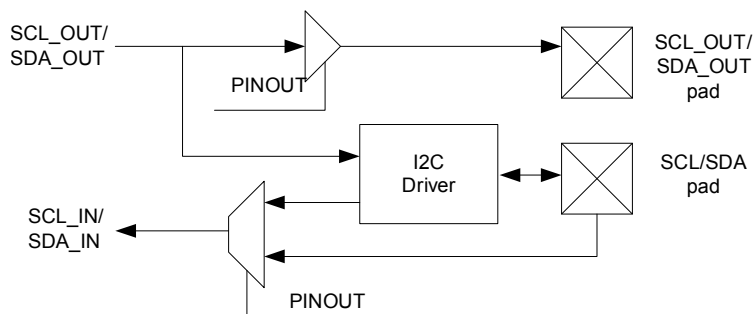 SCL_OUT/
SDA_OUT
SCL_OUT/
SDA_OUT
pad
PINOUT
I2C
Driver
SCL/SDA
pad
SCL_IN/
SDA_IN
PINOUT